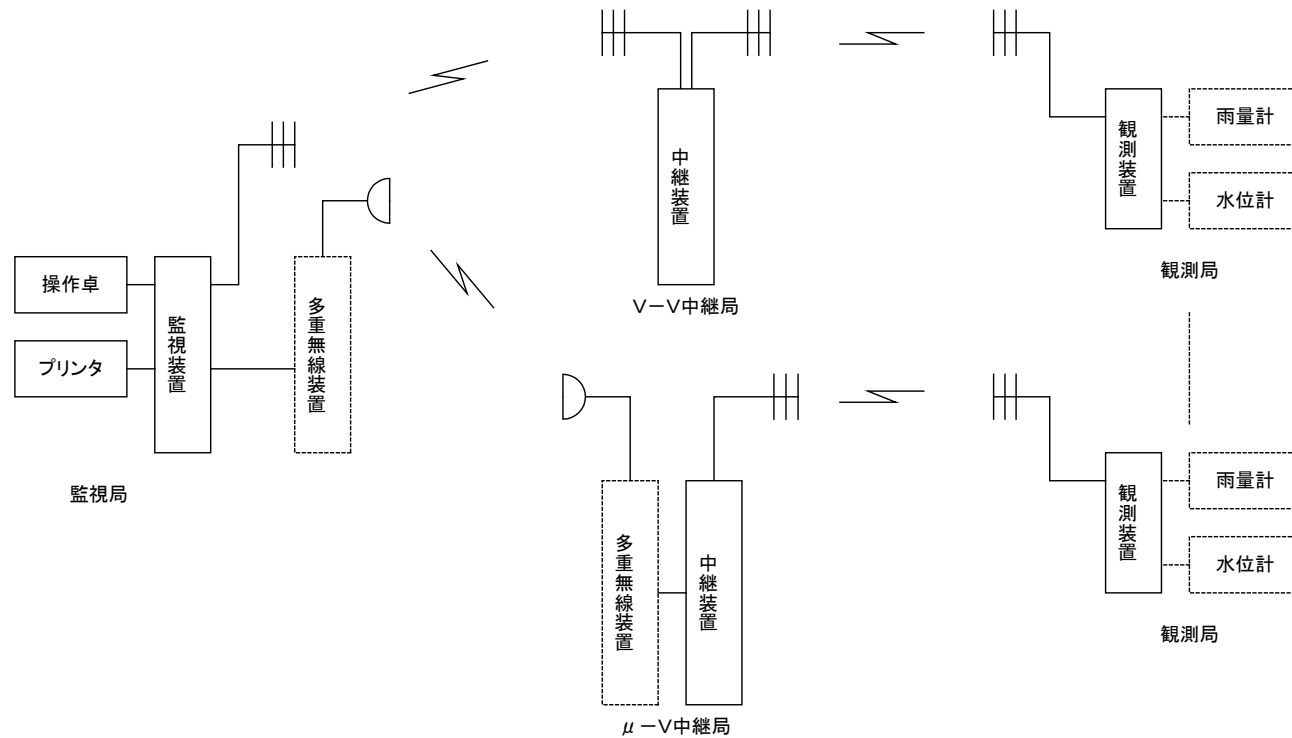 操作卓
プリンタ
監視装置
多重無線装置
監視局
中継装置
V－V中継局
多重無線装置
中継装置
μ－V中継局
観測装置
雨量計
水位計
観測局
観測装置
雨量計
水位計
観測局